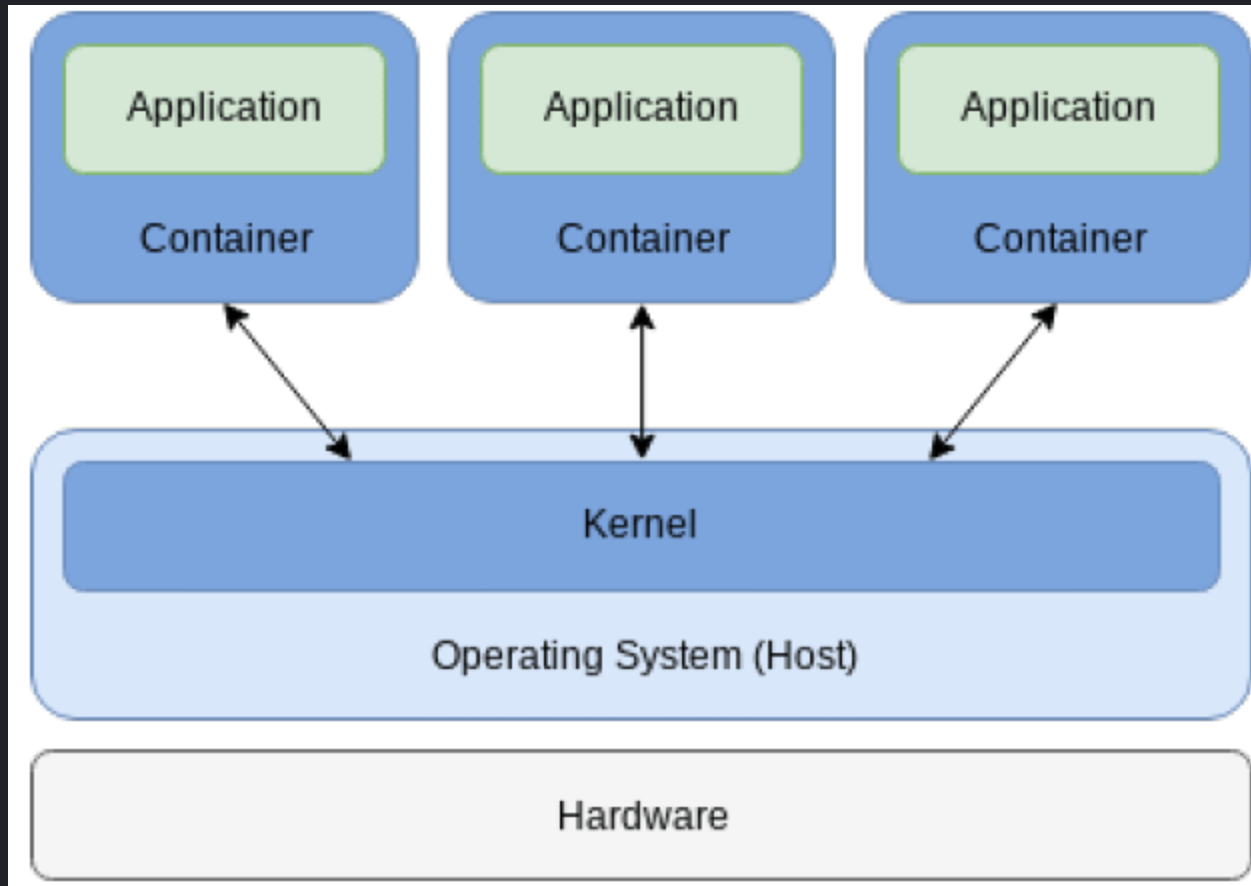 Application
Application
Application
Container
Container
Container
Kernel
Operating System (Host)
Hardware